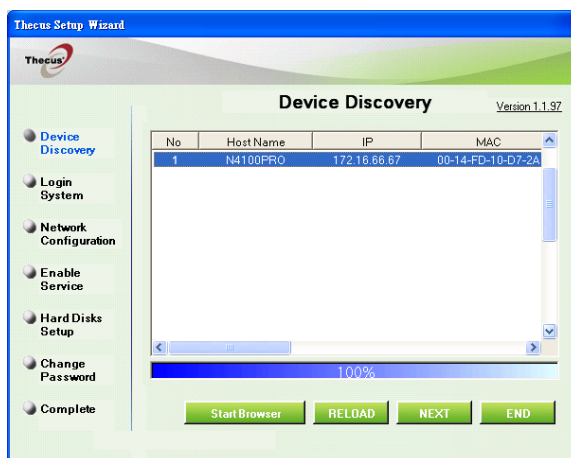 Thecus Setup Wizard
Thecus
Device Discovery
Version 1.1.97
Device
Discovery
Login
System
Network
Configuration
Enable
Service
Hard Disks
Setup
Change
Password
Complete
No Host Name IP MAC
1 N4100PRO 172.16.66.67 00-14-FD-10-D7-2A
100%
Start Browser RELOAD NEXT END